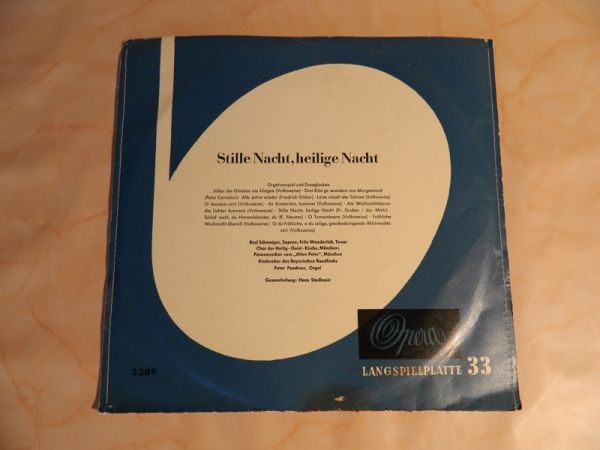 Stille Nacht, heilige Nacht
Orgelvorspiel und Domglocken
Süßer die Glocken nie klingen (Volksweise) · Drei Kön'ge wandern aus Morgenland
(Peter Cornelius) · Alle Jahre wieder (Friedrich Silcher) · Leise rieselt der Schnee (Volksweise)
O Jesulein zart (Volksweise) · Ihr Kinderlein, kommet (Volksweise) · Am Weihnachtsbaum
die Lichter brennen (Volksweise) · Stille Nacht, heilige Nacht (Fr. Gruber / Jos. Mohr)
Schlaf wohl, du Himmelsknabe, du (K. Neuner) · O Tannenbaum (Volksweise) · Fröhliche
Weihnacht überall (Volksweise) · O du fröhliche, o du selige, gnadenbringende Weihnachts-
zeit (Volksweise)
Rosl Schwaiger, Sopran; Fritz Wunderlich, Tenor
Chor der Heilig-Geist-Kirche, München;
Passionschor vom „Alten Peter", München
Kinderchor des Bayerischen Rundfunks
Peter Paschner, Orgel
Gesamtleitung: Hans Stadlmair
Opera
LANGSPIELPLATTE 33
3209